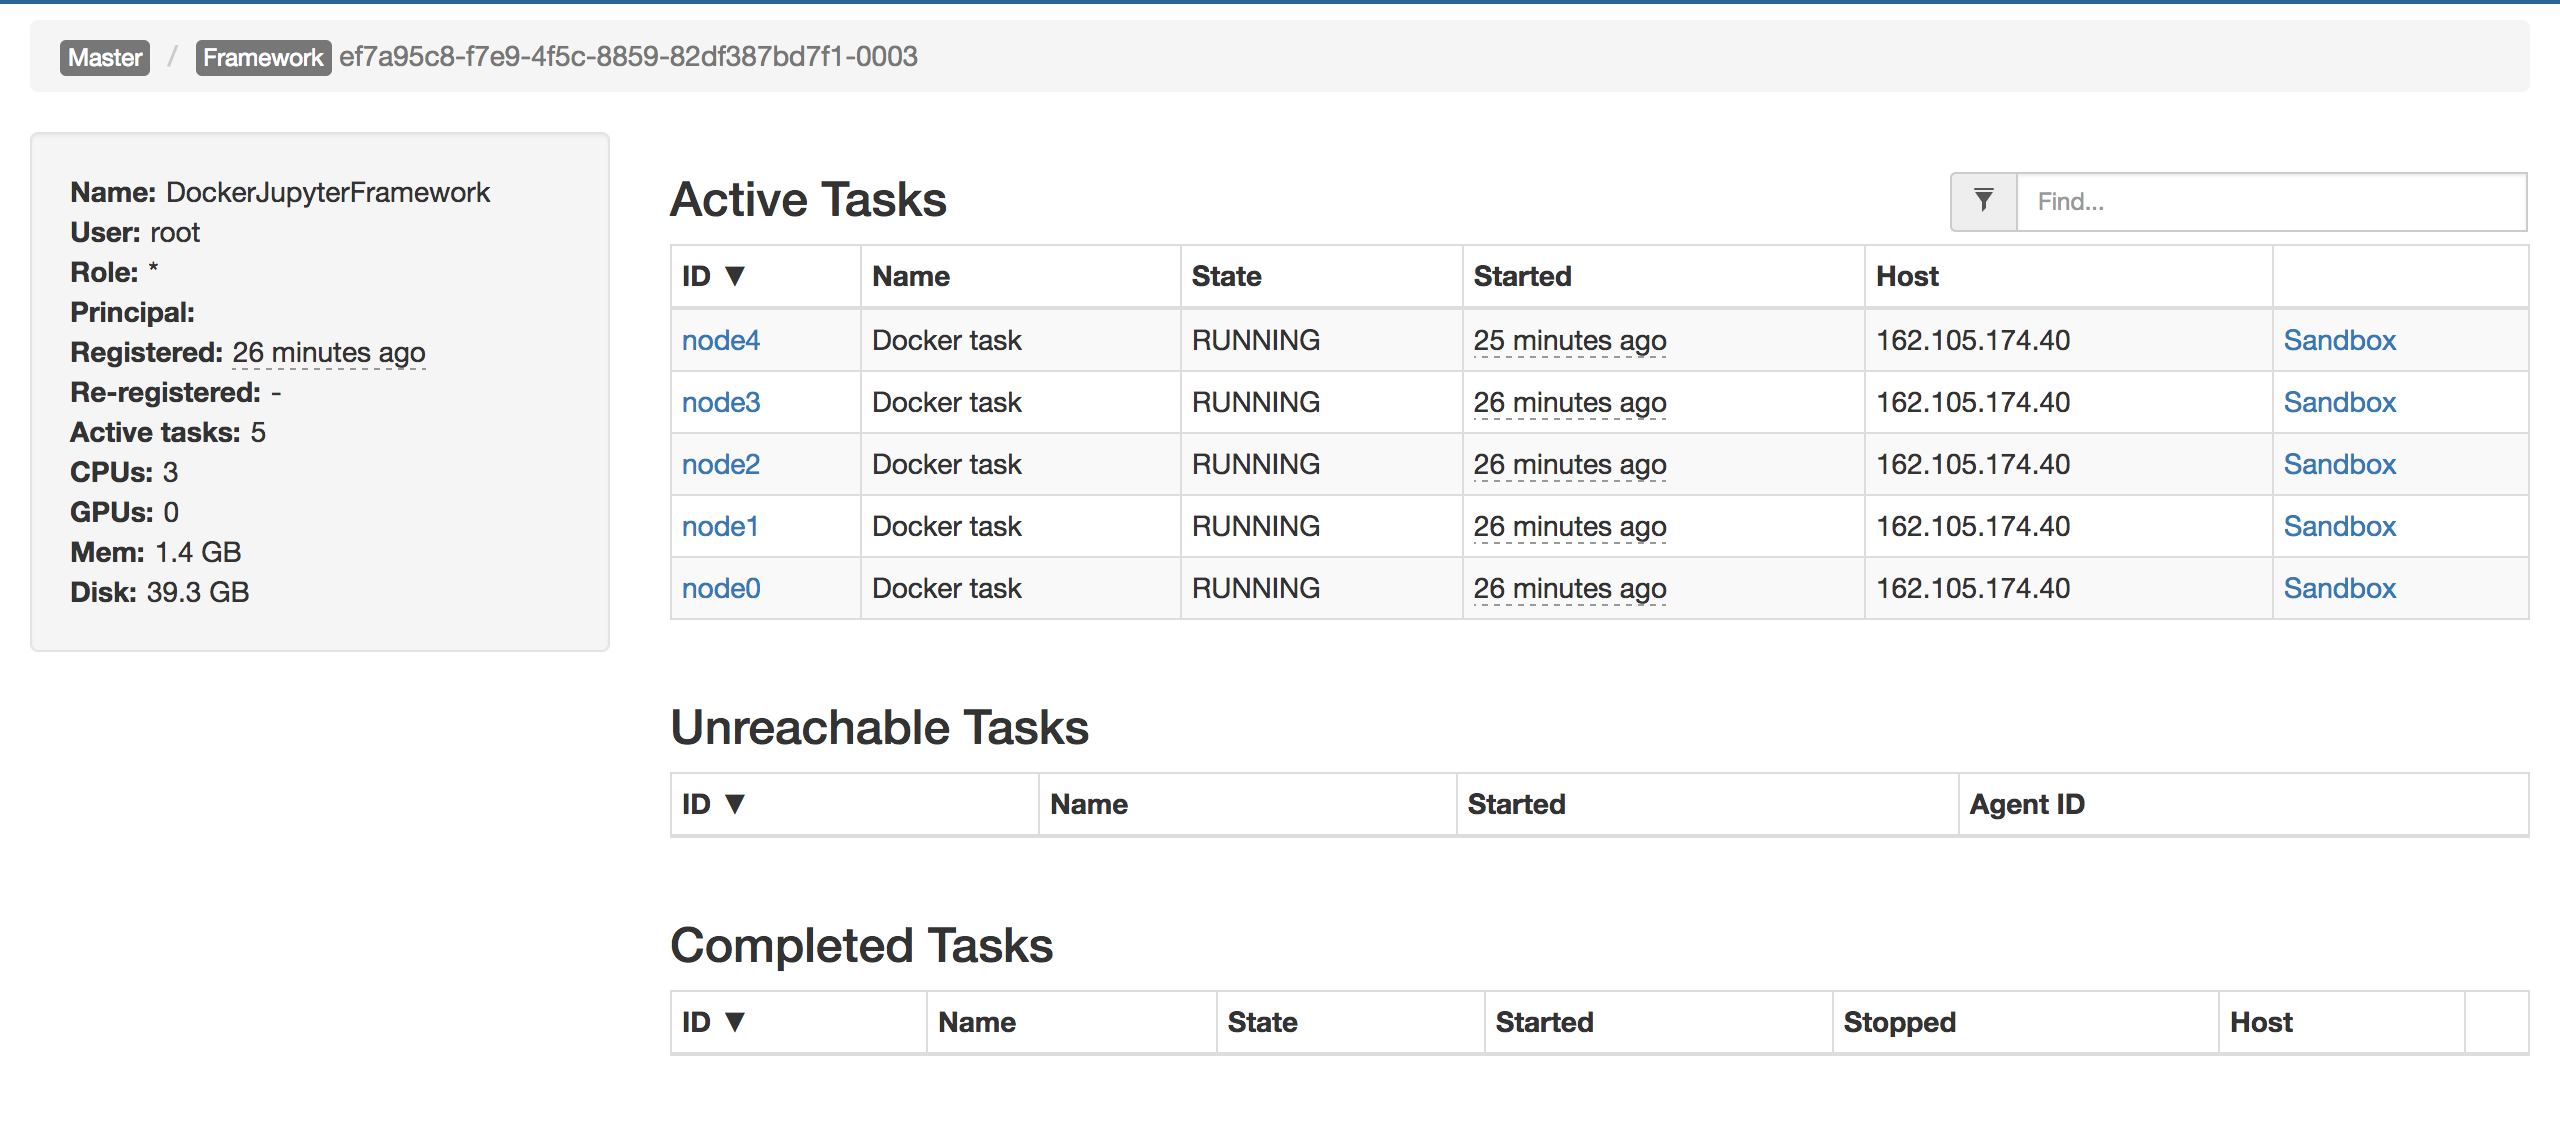 Master / Framework ef7a95c8-f7e9-4f5c-8859-82df387bd7f1-0003
Name: DockerJupyterFramework
User: root
Role: *
Principal:
Registered: 26 minutes ago
Re-registered: -
Active tasks: 5
CPUs: 3
GPUs: 0
Mem: 1.4 GB
Disk: 39.3 GB
Active Tasks
Find...
ID ▼ Name State Started Host
node4 Docker task RUNNING 25 minutes ago 162.105.174.40 Sandbox
node3 Docker task RUNNING 26 minutes ago 162.105.174.40 Sandbox
node2 Docker task RUNNING 26 minutes ago 162.105.174.40 Sandbox
node1 Docker task RUNNING 26 minutes ago 162.105.174.40 Sandbox
node0 Docker task RUNNING 26 minutes ago 162.105.174.40 Sandbox
Unreachable Tasks
ID ▼ Name Started Agent ID
Completed Tasks
ID ▼ Name State Started Stopped Host